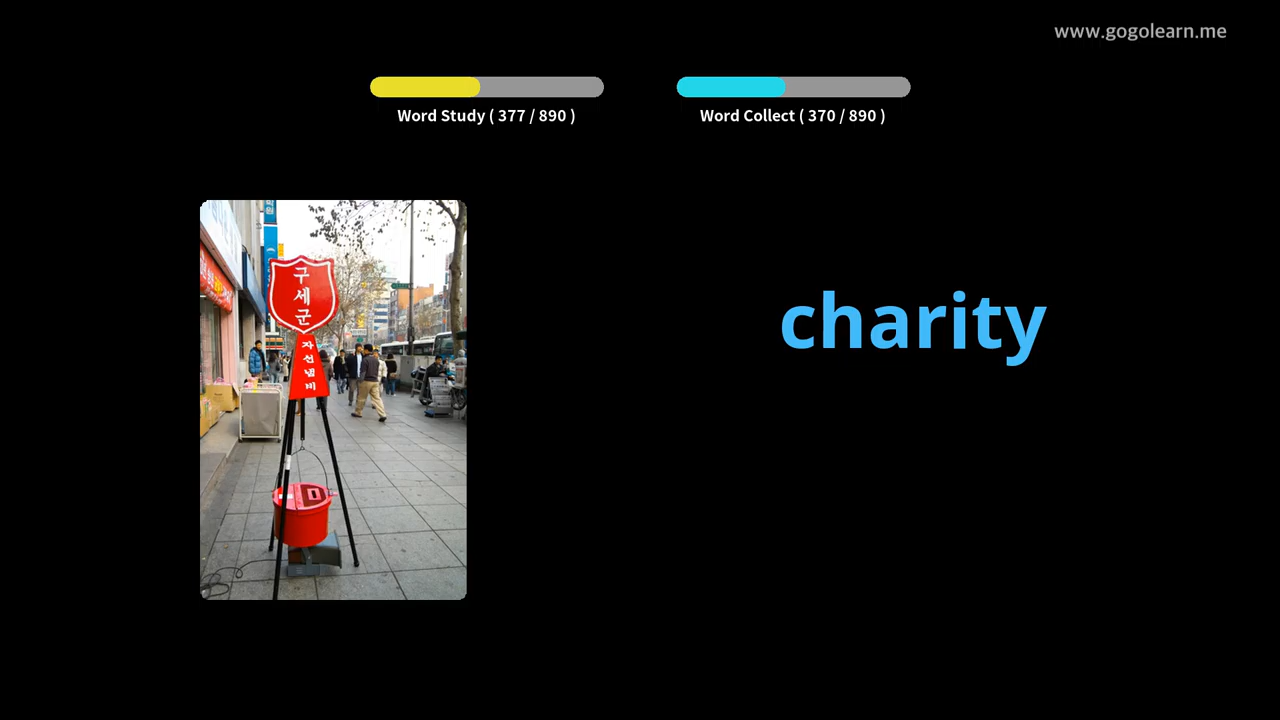 www.gogolearn.me
Word Study ( 377 / 890 )
Word Collect ( 370 / 890 )
구
세
군
자
선
냄
비
charity